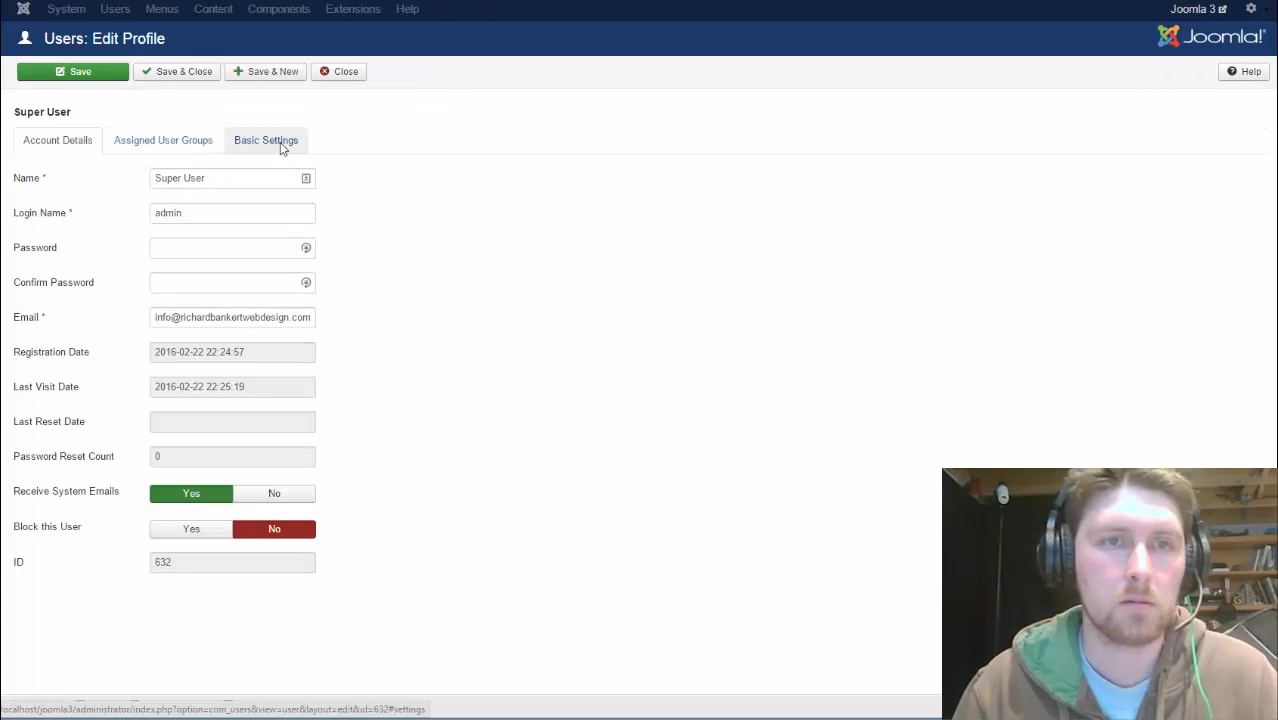 System Users Menus Content Components Extensions Help Joomla 3
Users: Edit Profile Joomla!
Save Save & Close Save & New Close Help
Super User
Account Details Assigned User Groups Basic Settings
Name * Super User
Login Name * admin
Password
Confirm Password
Email * info@richardbankertwebdesign.com
Registration Date 2016-02-22 22:24:57
Last Visit Date 2016-02-22 22:25:19
Last Reset Date
Password Reset Count 0
Receive System Emails Yes No
Block this User Yes No
ID 632
localhost/joomla3/administrator/index.php?option=com_users&view=user&layout=edit&id=632#settings